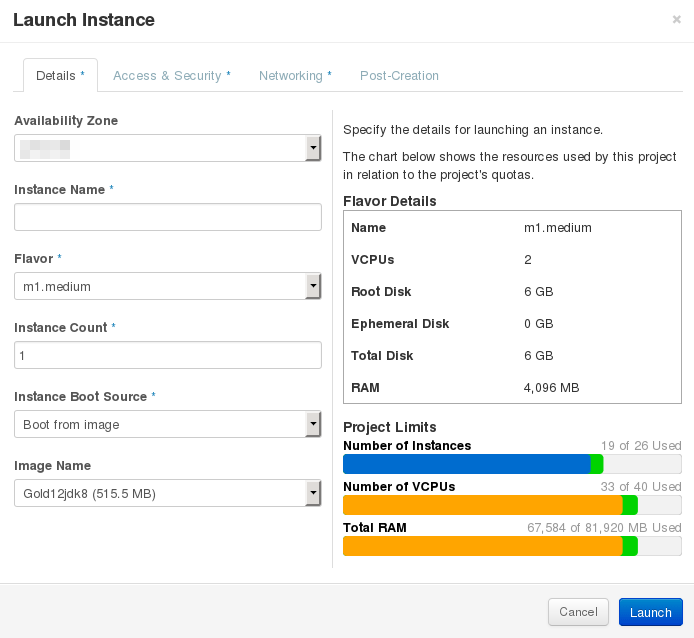 Launch Instance
×
Details *
Access & Security *
Networking *
Post-Creation
Availability Zone
Instance Name *
Flavor *
m1.medium
Instance Count *
1
Instance Boot Source *
Boot from image
Image Name
Gold12jdk8 (515.5 MB)
Specify the details for launching an instance.
The chart below shows the resources used by this project
in relation to the project's quotas.
Flavor Details
Name m1.medium
VCPUs 2
Root Disk 6 GB
Ephemeral Disk 0 GB
Total Disk 6 GB
RAM 4,096 MB
Project Limits
Number of Instances 19 of 26 Used
Number of VCPUs 33 of 40 Used
Total RAM 67,584 of 81,920 MB Used
Cancel
Launch